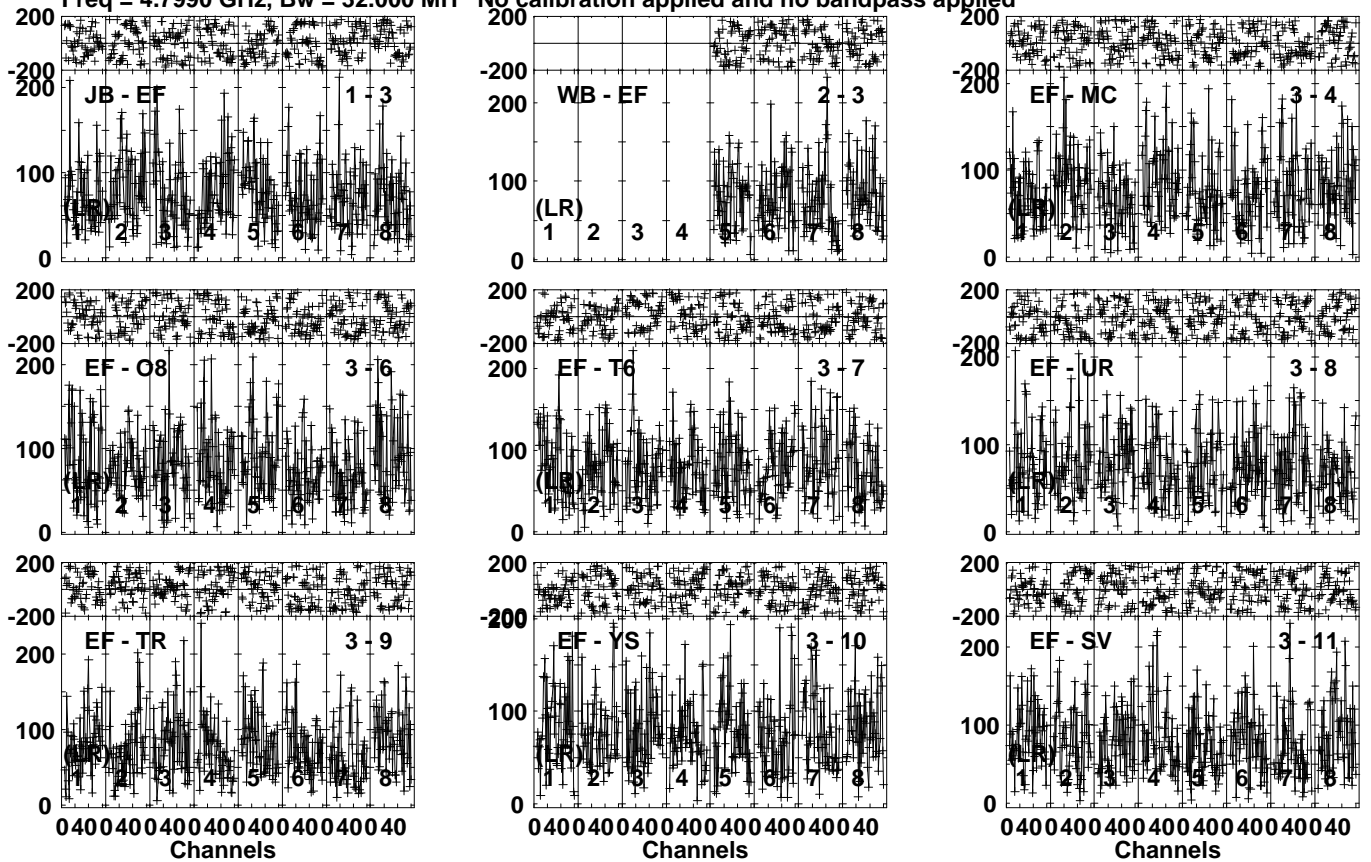 Freq = 4.7990 GHz, Bw = 32.000 MH No calibration applied and no bandpass applied
200 200 200
-200 -200 -200
JB - EF 1 - 3 WB - EF 2 - 3 EF - MC 3 - 4
200 200 200
100 100 100
(LR) (LR) (LR)
1 2 3 4 5 6 7 8 1 2 3 4 5 6 7 8 1 2 3 4 5 6 7 8
0 0 0
200 200 200
-200 -200 -200
EF - O8 3 - 6 EF - T6 3 - 7 EF - UR 3 - 8
200 200 200
100 100 100
(LR) (LR) (LR)
1 2 3 4 5 6 7 8 1 2 3 4 5 6 7 8 1 2 3 4 5 6 7 8
0 0 0
200 200 200
-200 -200 -200
EF - TR 3 - 9 EF - YS 3 - 10 EF - SV 3 - 11
200 200 200
100 100 100
(LR) (LR) (LR)
1 2 3 4 5 6 7 8 1 2 3 4 5 6 7 8 1 2 3 4 5 6 7 8
0 0 0
0 40 0 40 0 40 0 40 0 40 0 40 0 40 0 40 0 40 0 40 0 40 0 40 0 40 0 40 0 40 0 40 0 40 0 40 0 40 0 40 0 40 0 40 0 40 0 40
Channels Channels Channels